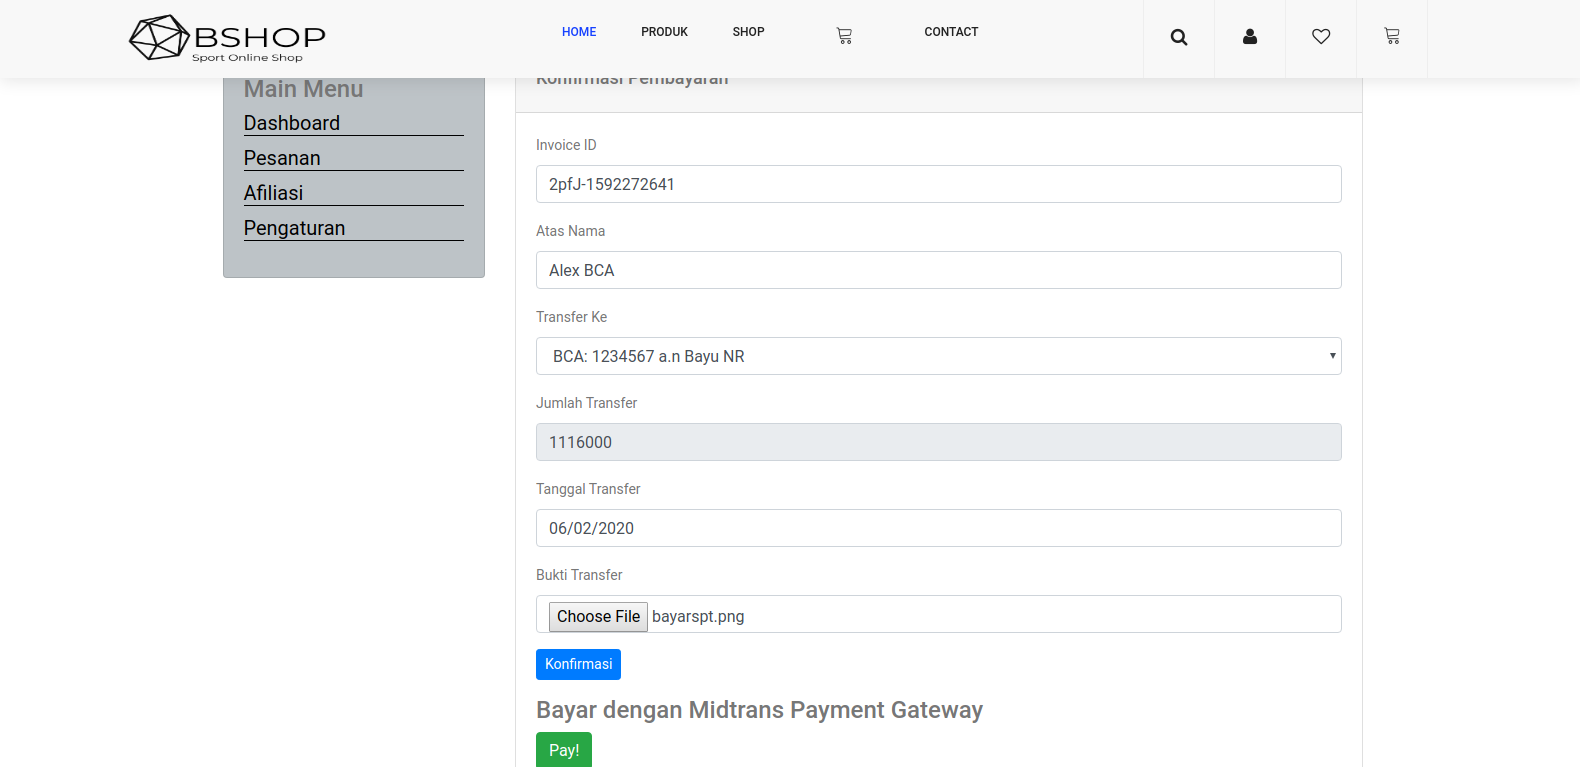 BSHOP
Sport Online Shop
HOME PRODUK SHOP CONTACT
Main Menu
Dashboard
Pesanan
Afiliasi
Pengaturan
Konfirmasi Pembayaran
Invoice ID
2pfJ-1592272641
Atas Nama
Alex BCA
Transfer Ke
BCA: 1234567 a.n Bayu NR
Jumlah Transfer
1116000
Tanggal Transfer
06/02/2020
Bukti Transfer
Choose File bayarspt.png
Konfirmasi
Bayar dengan Midtrans Payment Gateway
Pay!